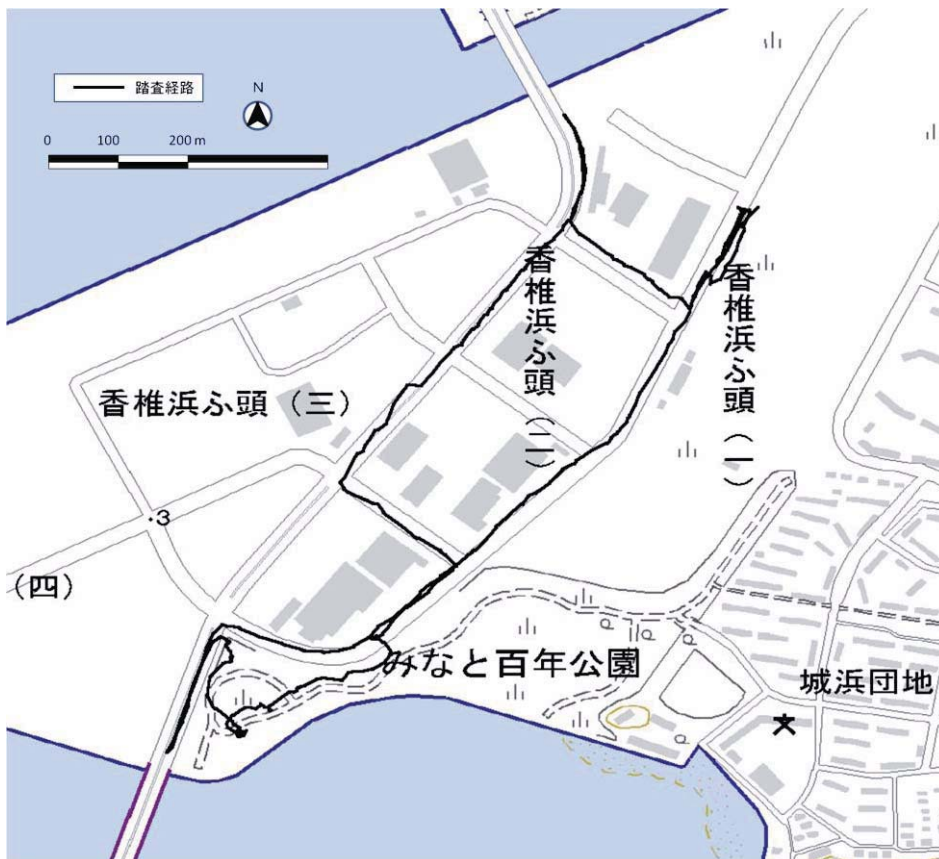 踏査経路
N
0 100 200 m
香椎浜ふ頭（二）
香椎浜ふ頭（一）
香椎浜ふ頭（三）
・3
（四）
みなと百年公園
城浜団地